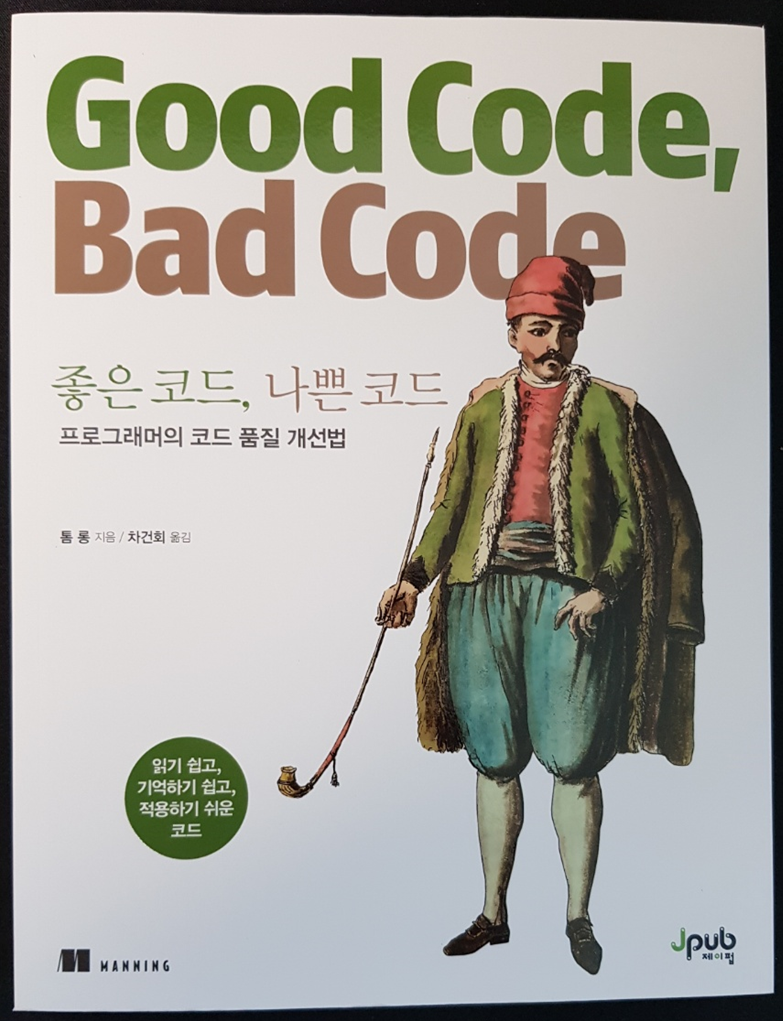 Good Code,
Bad Code
좋은 코드, 나쁜 코드
프로그래머의 코드 품질 개선법
톰 롱 지음 / 차건회 옮김
읽기 쉽고,
기억하기 쉽고,
적용하기 쉬운
코드
MANNING
Jpub
제이펍